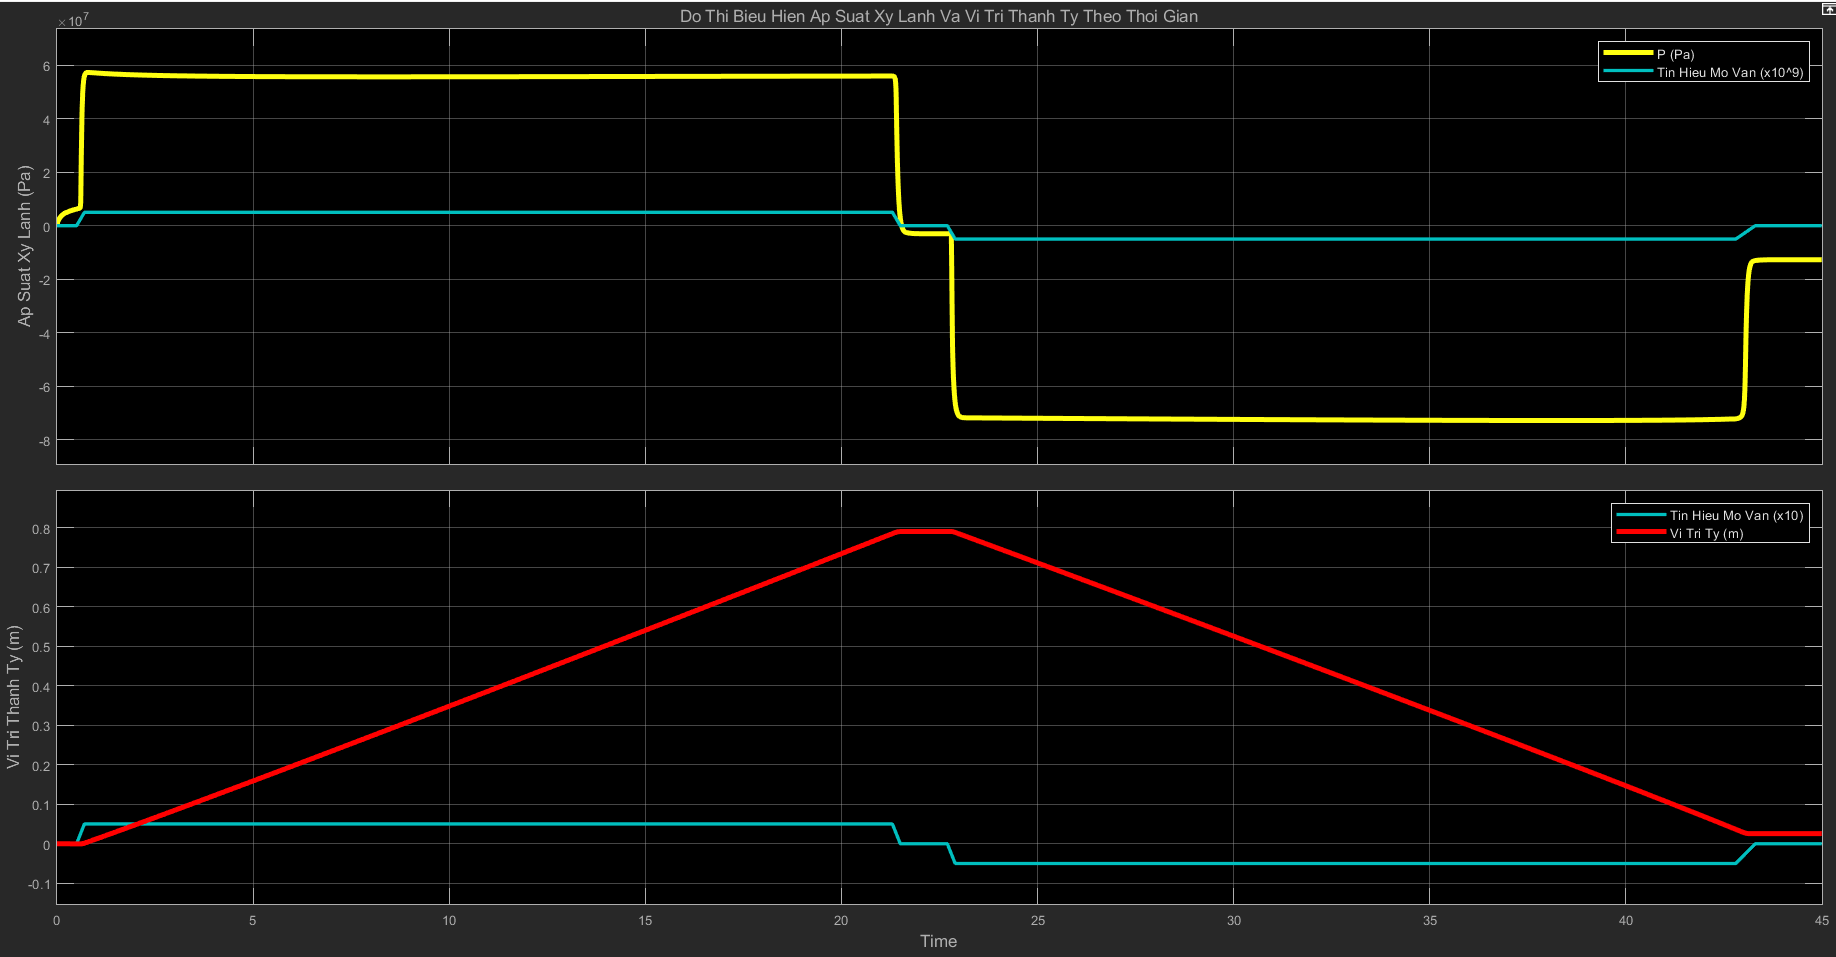 Do Thi Bieu Hien Ap Suat Xy Lanh Va Vi Tri Thanh Ty Theo Thoi Gian
×10^7
P (Pa)
Tin Hieu Mo Van (x10^9)
6
4
2
0
-2
-4
-6
-8
Ap Suat Xy Lanh (Pa)
Tin Hieu Mo Van (x10)
Vi Tri Ty (m)
0.8
0.7
0.6
0.5
0.4
0.3
0.2
0.1
0
-0.1
Vi Tri Thanh Ty (m)
0 5 10 15 20 25 30 35 40 45
Time